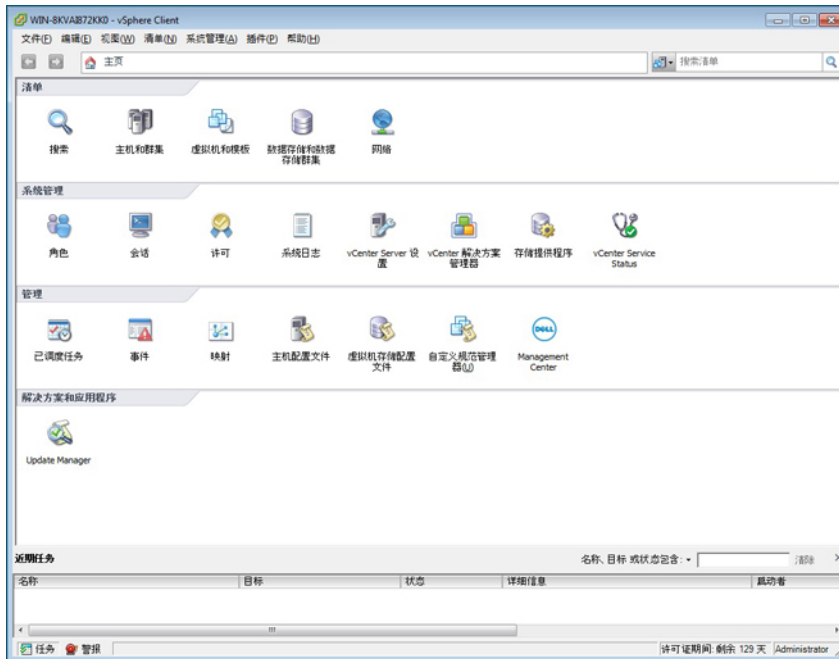 WIN-8KVAI872KK0 - vSphere Client
文件(F) 编辑(E) 视图(W) 清单(N) 系统管理(A) 插件(P) 帮助(H)
主页 搜索清单
清单
搜索 主机和群集 虚拟机和模板 数据存储和数据 网络
存储群集
系统管理
角色 会话 许可 系统日志 vCenter Server 设 vCenter 解决方案 存储提供程序 vCenter Service
置 管理器 Status
管理
DELL
已调度任务 事件 映射 主机配置文件 虚拟机存储配置 自定义规范管理 Management
文件 器(U) Center
解决方案和应用程序
Update Manager
近期任务 名称、目标 或状态包含: 清除
名称 目标 状态 详细信息 启动者
任务 警报 许可证期间: 剩余 129 天 Administrator